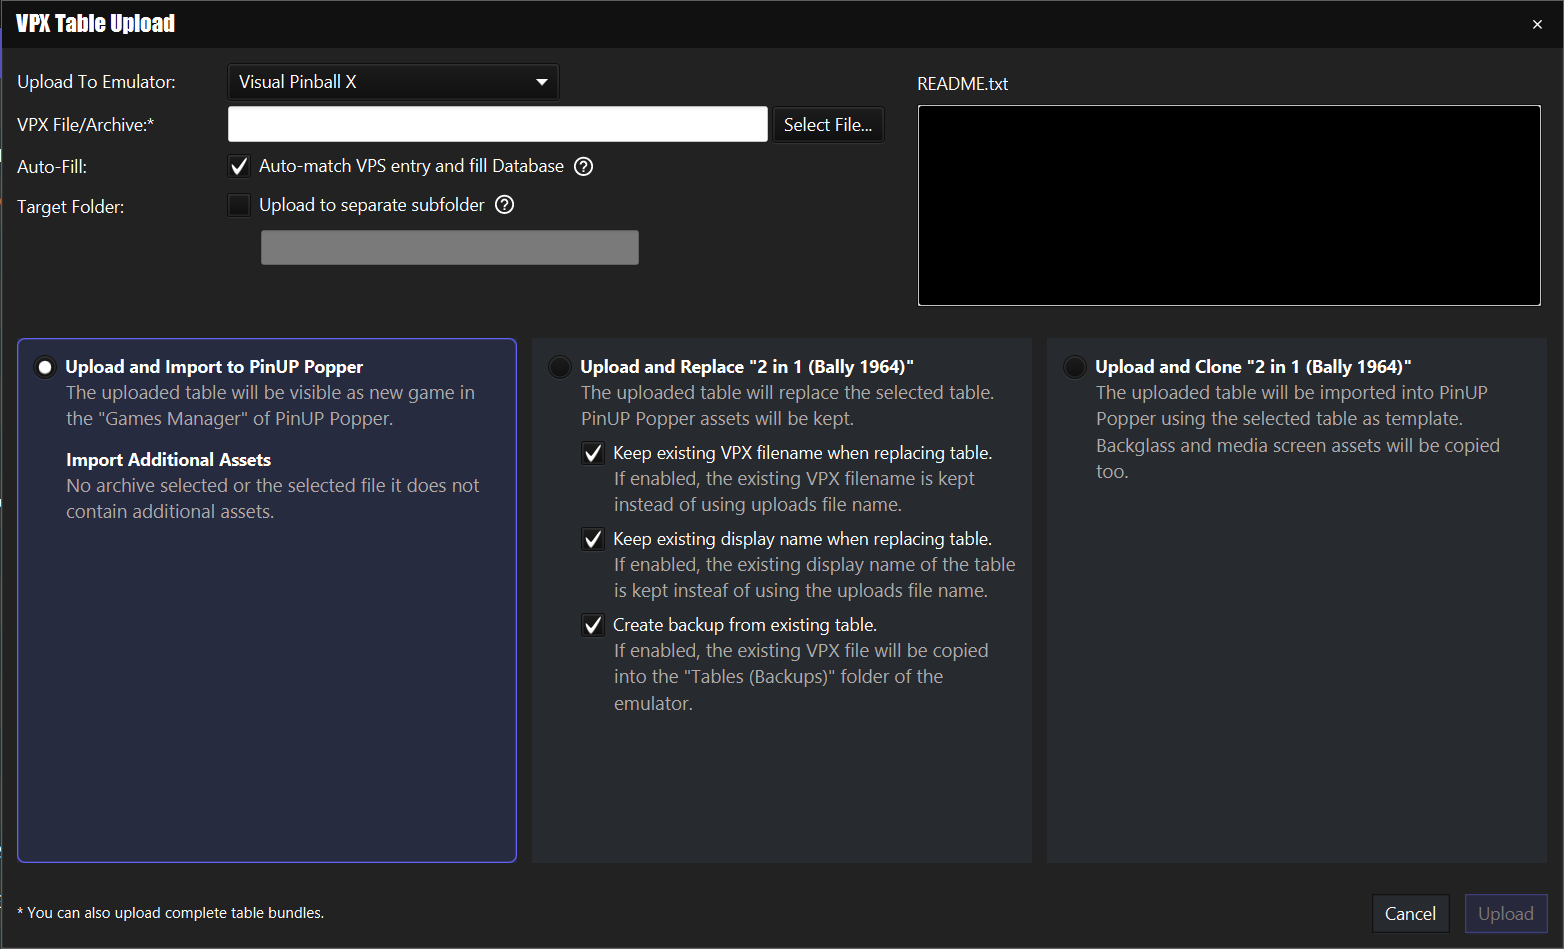 VPX Table Upload
Upload To Emulator:
Visual Pinball X
README.txt
VPX File/Archive:*
Select File...
Auto-Fill:
Auto-match VPS entry and fill Database
Target Folder:
Upload to separate subfolder
Upload and Import to PinUP Popper
The uploaded table will be visible as new game in
the "Games Manager" of PinUP Popper.
Import Additional Assets
No archive selected or the selected file it does not
contain additional assets.
Upload and Replace "2 in 1 (Bally 1964)"
The uploaded table will replace the selected table.
PinUP Popper assets will be kept.
Keep existing VPX filename when replacing table.
If enabled, the existing VPX filename is kept
instead of using uploads file name.
Keep existing display name when replacing table.
If enabled, the existing display name of the table
is kept insteaf of using the uploads file name.
Create backup from existing table.
If enabled, the existing VPX file will be copied
into the "Tables (Backups)" folder of the
emulator.
Upload and Clone "2 in 1 (Bally 1964)"
The uploaded table will be imported into PinUP
Popper using the selected table as template.
Backglass and media screen assets will be copied
too.
* You can also upload complete table bundles.
Cancel
Upload